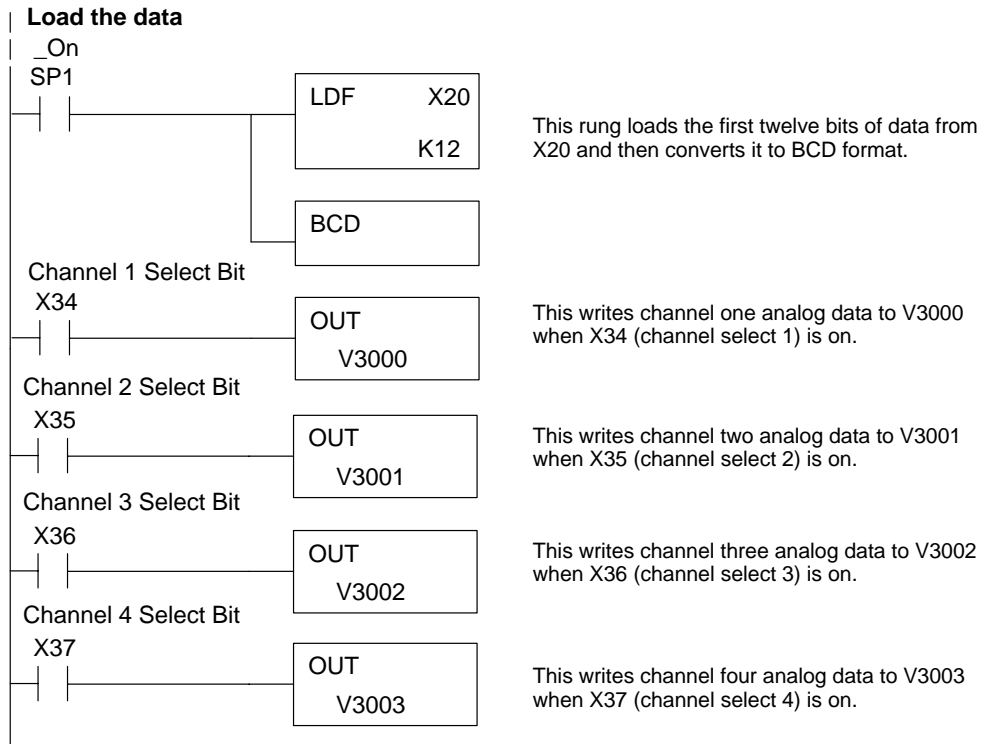 Load the data
_On
SP1
LDF X20
K12
This rung loads the first twelve bits of data from
X20 and then converts it to BCD format.
BCD
Channel 1 Select Bit
X34
OUT
V3000
This writes channel one analog data to V3000
when X34 (channel select 1) is on.
Channel 2 Select Bit
X35
OUT
V3001
This writes channel two analog data to V3001
when X35 (channel select 2) is on.
Channel 3 Select Bit
X36
OUT
V3002
This writes channel three analog data to V3002
when X36 (channel select 3) is on.
Channel 4 Select Bit
X37
OUT
V3003
This writes channel four analog data to V3003
when X37 (channel select 4) is on.